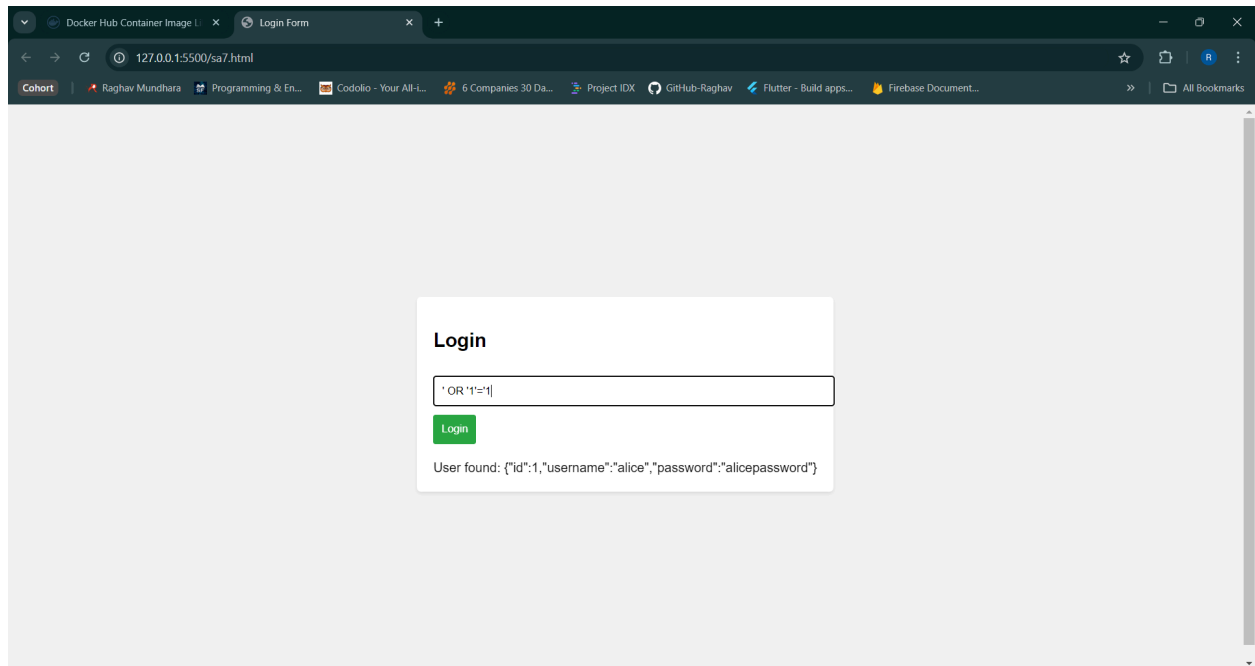 Docker Hub Container Image Li
Login Form
127.0.0.1:5500/sa7.html
R
Cohort
Raghav Mundhara
Programming & En...
Codolio - Your All-i...
6 Companies 30 Da...
Project IDX
GitHub-Raghav
Flutter - Build apps...
Firebase Document...
»
All Bookmarks
Login
' OR '1'='1
Login
User found: {"id":1,"username":"alice","password":"alicepassword"}